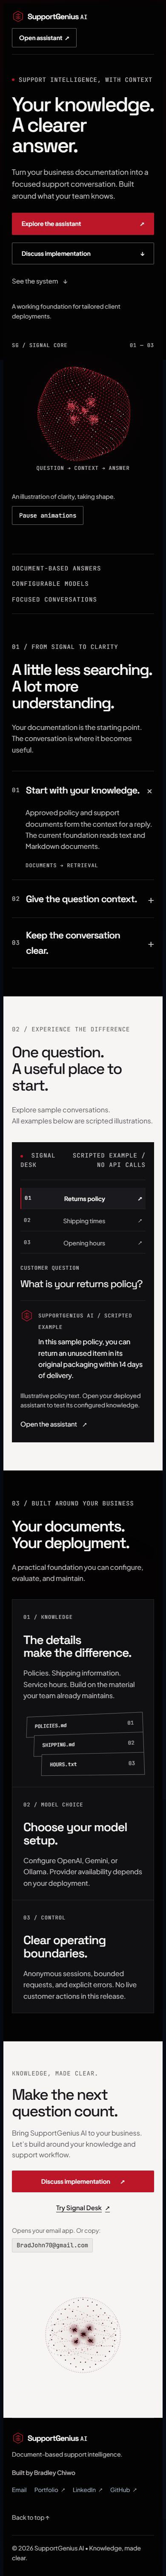 SupportGenius AI
Open assistant ↗
SUPPORT INTELLIGENCE, WITH CONTEXT
Your knowledge.
A clearer
answer.
Turn your business documentation into a
focused support conversation. Built
around what your team knows.
Explore the assistant ↗
Discuss implementation ↓
See the system ↓
A working foundation for tailored client
deployments.
SG / SIGNAL CORE 01 — 03
QUESTION → CONTEXT → ANSWER
An illustration of clarity, taking shape.
Pause animations
DOCUMENT-BASED ANSWERS
CONFIGURABLE MODELS
FOCUSED CONVERSATIONS
01 / FROM SIGNAL TO CLARITY
A little less searching.
A lot more
understanding.
Your documentation is the starting point.
The conversation is where it becomes
useful.
01 Start with your knowledge. ×
Approved policy and support
documents form the context for a reply.
The current foundation reads text and
Markdown documents.
DOCUMENTS → RETRIEVAL
02 Give the question context. +
03 Keep the conversation
clear. +
02 / EXPERIENCE THE DIFFERENCE
One question.
A useful place to
start.
Explore sample conversations.
All examples below are scripted illustrations.
SIGNAL
DESK
SCRIPTED EXAMPLE /
NO API CALLS
01 Returns policy ↗
02 Shipping times ↗
03 Opening hours ↗
CUSTOMER QUESTION
What is your returns policy?
SUPPORTGENIUS AI / SCRIPTED
EXAMPLE
In this sample policy, you can
return an unused item in its
original packaging within 14 days
of delivery.
Illustrative policy text. Open your deployed
assistant to test its configured knowledge.
Open the assistant ↗
03 / BUILT AROUND YOUR BUSINESS
Your documents.
Your deployment.
A practical foundation you can configure,
evaluate, and maintain.
01 / KNOWLEDGE
The details
make the difference.
Policies. Shipping information.
Service hours. Build on the material
your team already maintains.
POLICIES.md 01
SHIPPING.md 02
HOURS.txt 03
02 / MODEL CHOICE
Choose your model
setup.
Configure OpenAI, Gemini, or
Ollama. Provider availability depends
on your deployment.
03 / CONTROL
Clear operating
boundaries.
Anonymous sessions, bounded
requests, and explicit errors. No live
customer actions in this release.
KNOWLEDGE, MADE CLEAR.
Make the next
question count.
Bring SupportGenius AI to your business.
Let's build around your knowledge and
support workflow.
Discuss implementation ↗
Try Signal Desk ↗
Opens your email app. Or copy:
BradJohn70@gmail.com
SupportGenius AI
Document-based support intelligence.
Built by Bradley Chiwo
Email Portfolio ↗ LinkedIn ↗ GitHub ↗
Back to top ↑
© 2026 SupportGenius AI • Knowledge, made
clear.